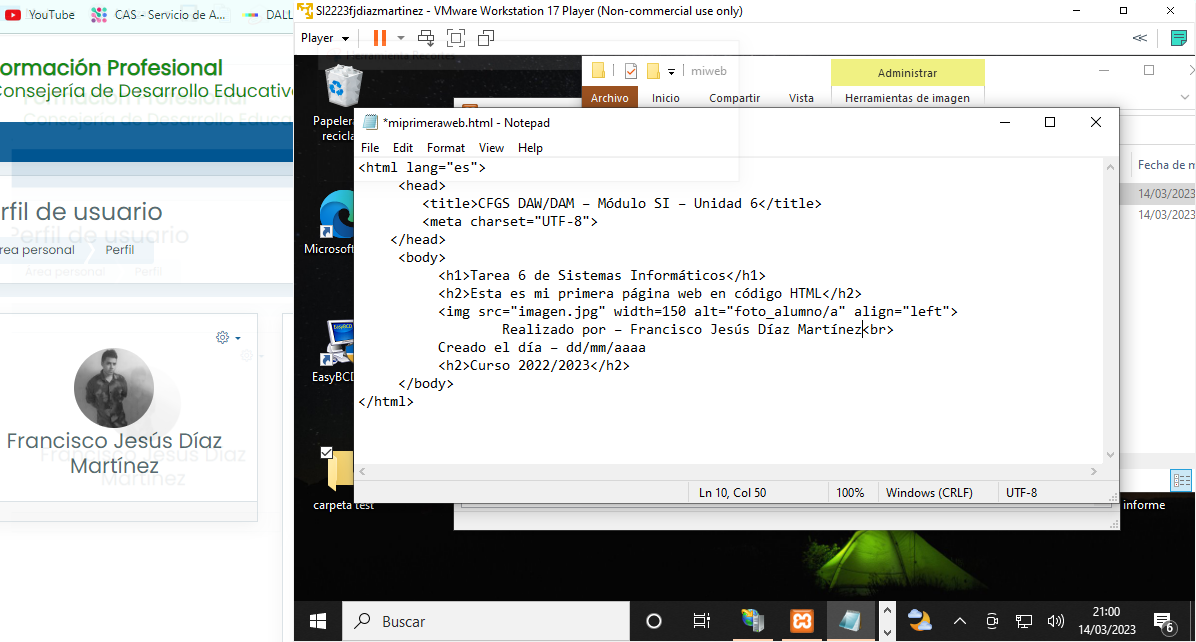 YouTube
CAS - Servicio de A...
DALL
ormación Profesional
Consejería de Desarrollo Educativo
rfil de usuario
rea personal
Perfil
Francisco Jesús Díaz
Martínez
SI2223fjdiazmartinez - VMware Workstation 17 Player (Non-commercial use only)
Player
miweb
Administrar
Archivo
Inicio
Compartir
Vista
Herramientas de imagen
Fecha de m
14/03/2023
14/03/2023
Papelera
recicla
Microsoft
EasyBCD
carpeta test
informe
*miprimeraweb.html - Notepad
File Edit Format View Help
<html lang="es">
<head>
<title>CFGS DAW/DAM – Módulo SI – Unidad 6</title>
<meta charset="UTF-8">
</head>
<body>
<h1>Tarea 6 de Sistemas Informáticos</h1>
<h2>Esta es mi primera página web en código HTML</h2>
<img src="imagen.jpg" width=150 alt="foto_alumno/a" align="left">
Realizado por – Francisco Jesús Díaz Martínez<br>
Creado el día – dd/mm/aaaa
<h2>Curso 2022/2023</h2>
</body>
</html>
Ln 10, Col 50
100%
Windows (CRLF)
UTF-8
Buscar
21:00
14/03/2023
6